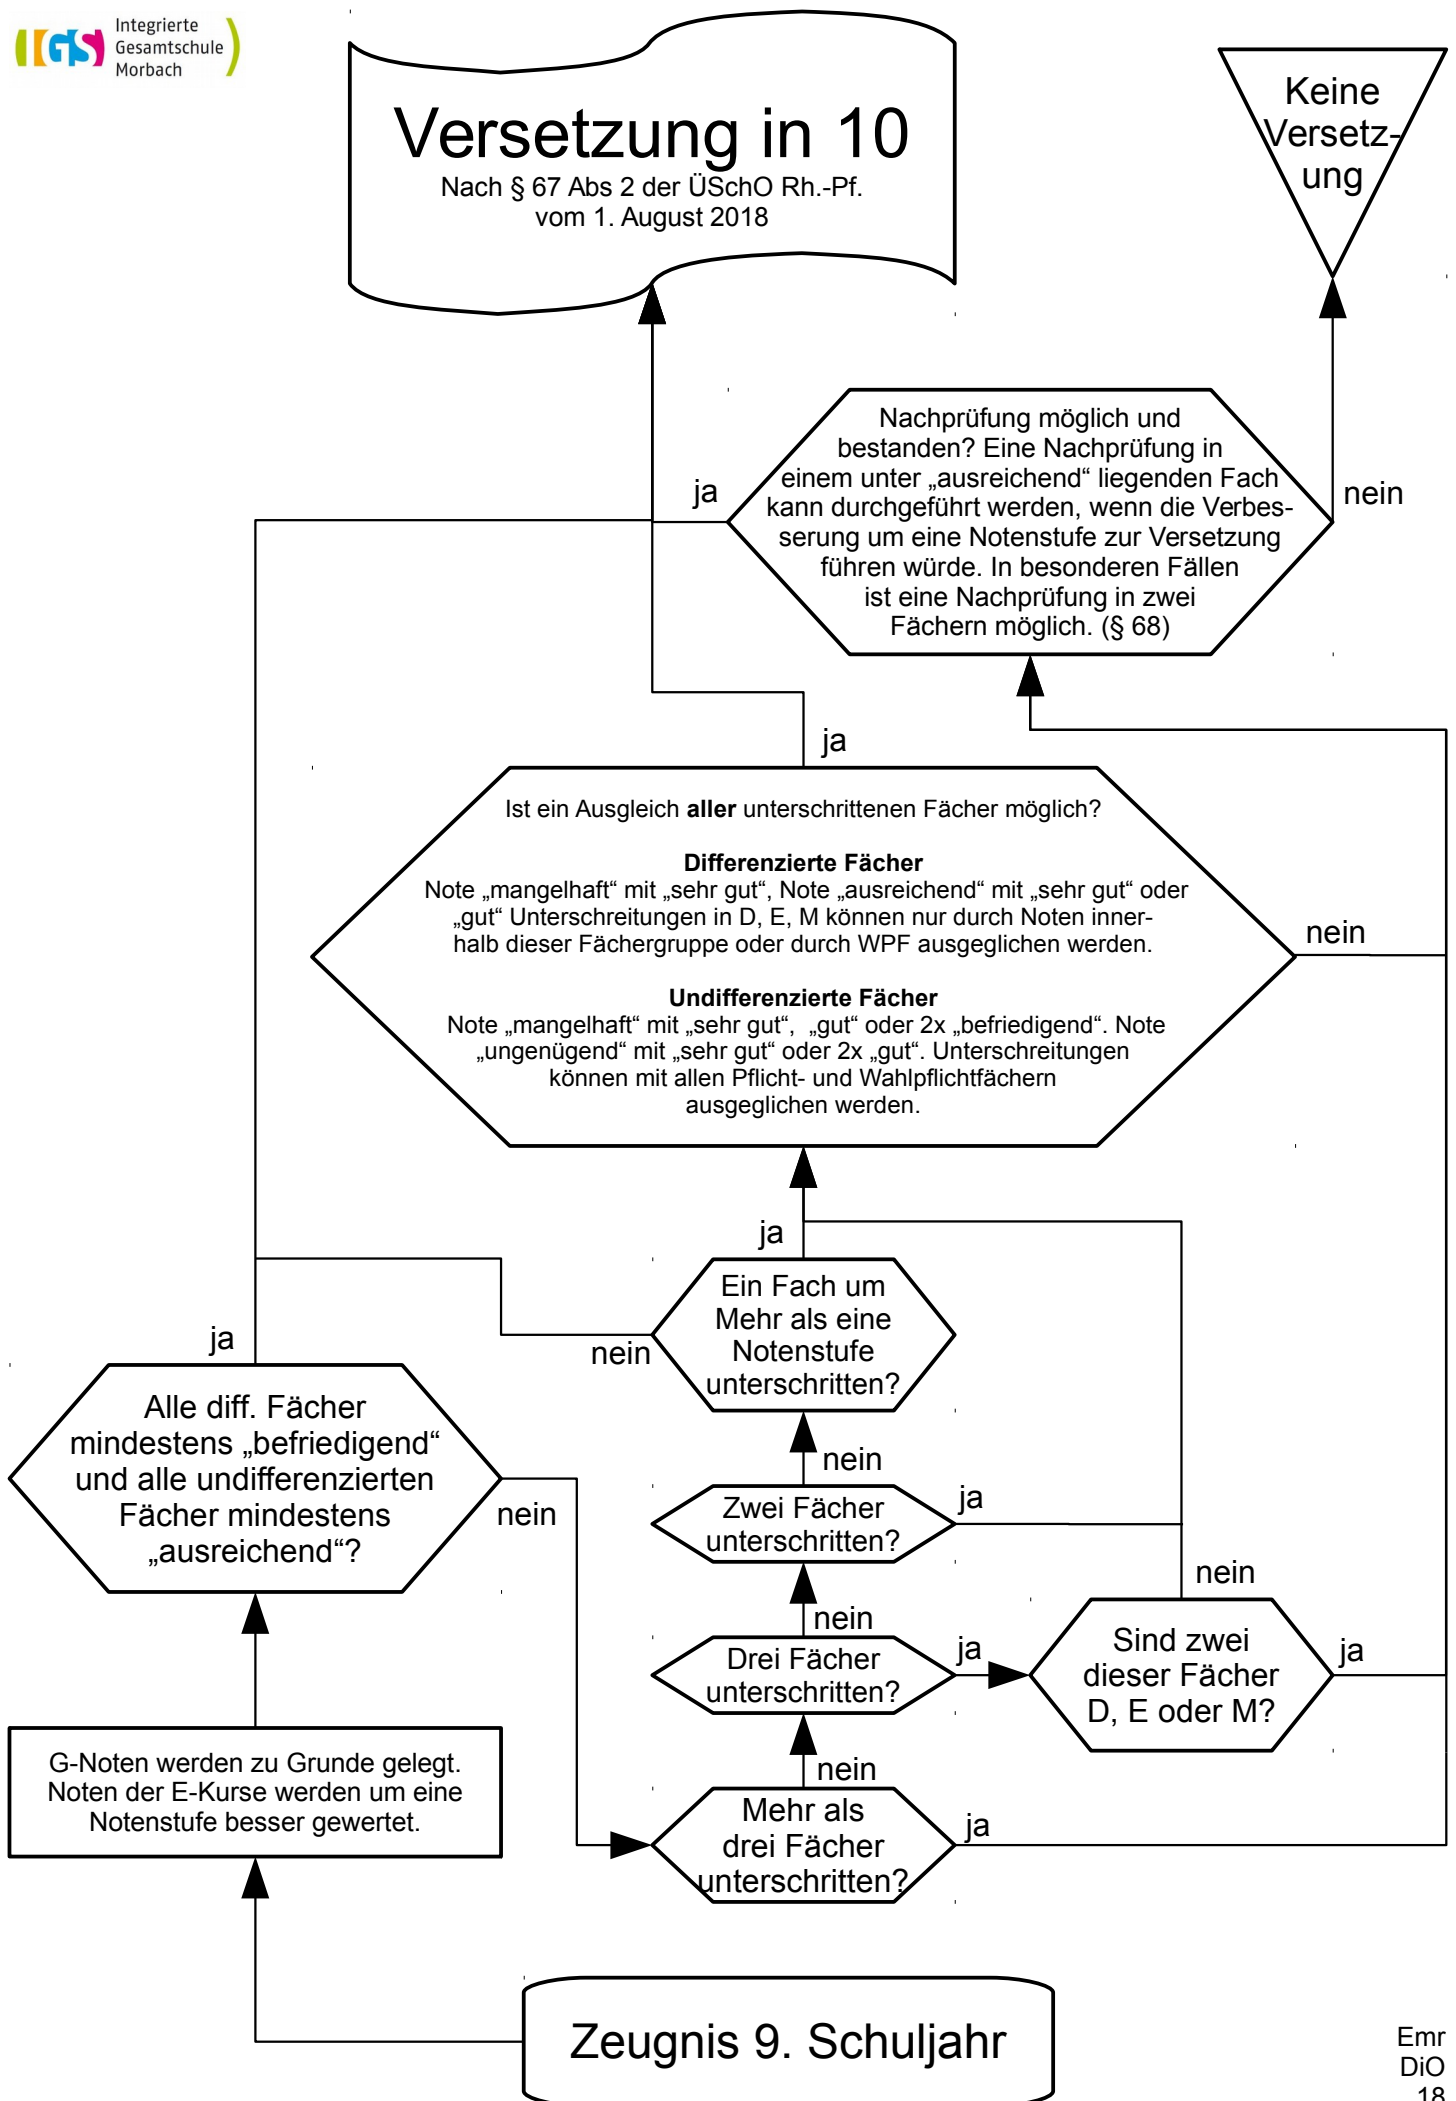 IGS
Integrierte
Gesamtschule
Morbach
Versetzung in 10
Nach § 67 Abs 2 der ÜSchO Rh.-Pf.
vom 1. August 2018
Keine
Versetz-
ung
Nachprüfung möglich und
bestanden? Eine Nachprüfung in
einem unter „ausreichend“ liegenden Fach
kann durchgeführt werden, wenn die Verbes-
serung um eine Notenstufe zur Versetzung
führen würde. In besonderen Fällen
ist eine Nachprüfung in zwei
Fächern möglich. (§ 68)
ja
nein
ja
Ist ein Ausgleich aller unterschrittenen Fächer möglich?
Differenzierte Fächer
Note „mangelhaft“ mit „sehr gut“, Note „ausreichend“ mit „sehr gut“ oder
„gut“ Unterschreitungen in D, E, M können nur durch Noten inner-
halb dieser Fächergruppe oder durch WPF ausgeglichen werden.
Undifferenzierte Fächer
Note „mangelhaft“ mit „sehr gut“, „gut“ oder 2x „befriedigend“. Note
„ungenügend“ mit „sehr gut“ oder 2x „gut“. Unterschreitungen
können mit allen Pflicht- und Wahlpflichtfächern
ausgeglichen werden.
nein
ja
Ein Fach um
Mehr als eine
Notenstufe
unterschritten?
nein
ja
Alle diff. Fächer
mindestens „befriedigend“
und alle undifferenzierten
Fächer mindestens
„ausreichend“?
nein
nein
Zwei Fächer
unterschritten?
ja
nein
nein
Drei Fächer
unterschritten?
ja
Sind zwei
dieser Fächer
D, E oder M?
ja
G-Noten werden zu Grunde gelegt.
Noten der E-Kurse werden um eine
Notenstufe besser gewertet.
nein
Mehr als
drei Fächer
unterschritten?
ja
Zeugnis 9. Schuljahr
Emr
DiO
18